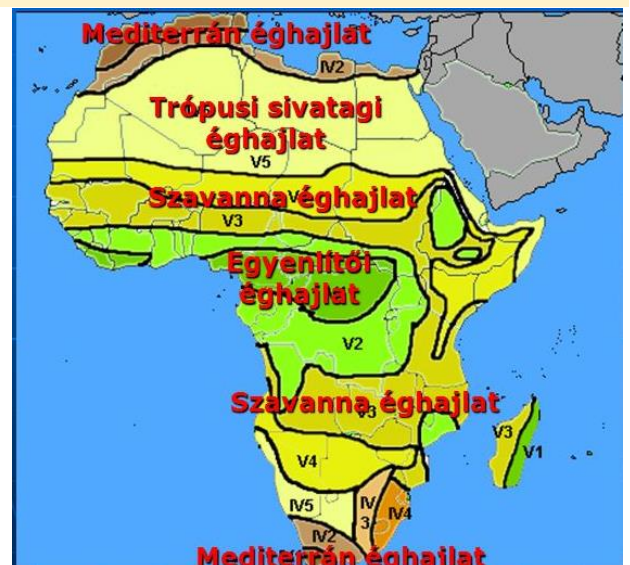 Mediterrán éghajlat
IV2
Trópusi sivatagi
éghajlat
V5
Szavanna éghajlat
V3
Egyenlítői
éghajlat
V2
Szavanna éghajlat
V3
V3
V1
V4
IV5
IV
3
IV4
IV2
Mediterrán éghajlat